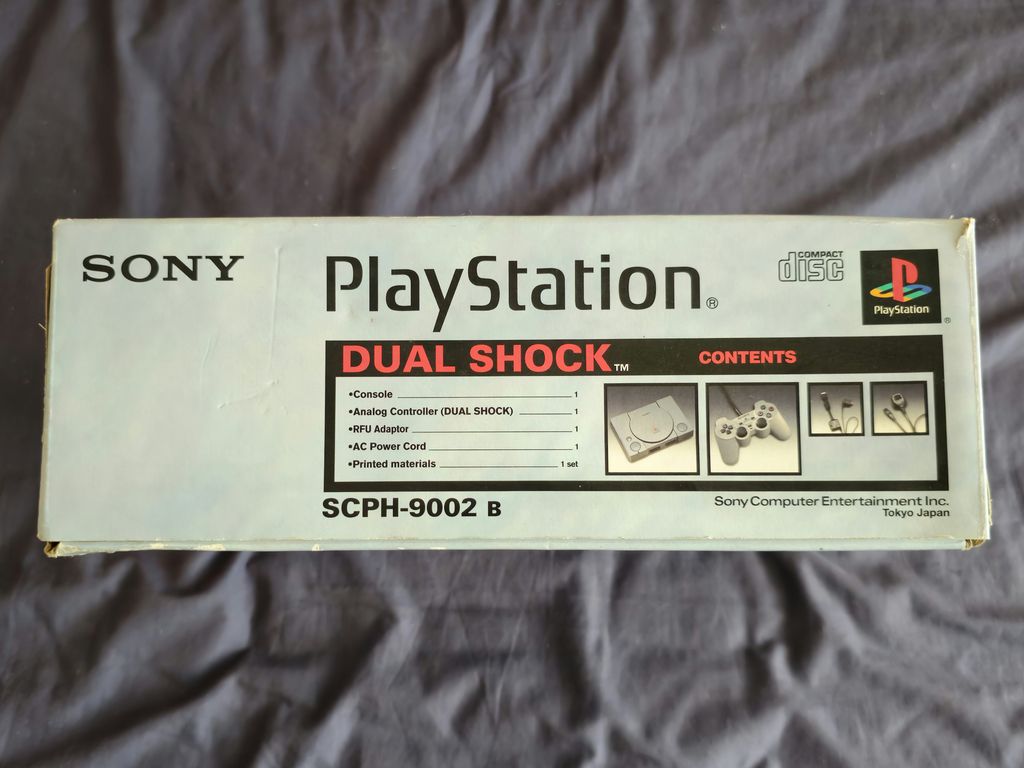 SONY
PlayStation®
COMPACT
disc
PlayStation
®
DUAL SHOCK™
CONTENTS
•Console 1
•Analog Controller (DUAL SHOCK) 1
•RFU Adaptor 1
•AC Power Cord 1
•Printed materials 1 set
SCPH-9002 B
Sony Computer Entertainment Inc.
Tokyo Japan